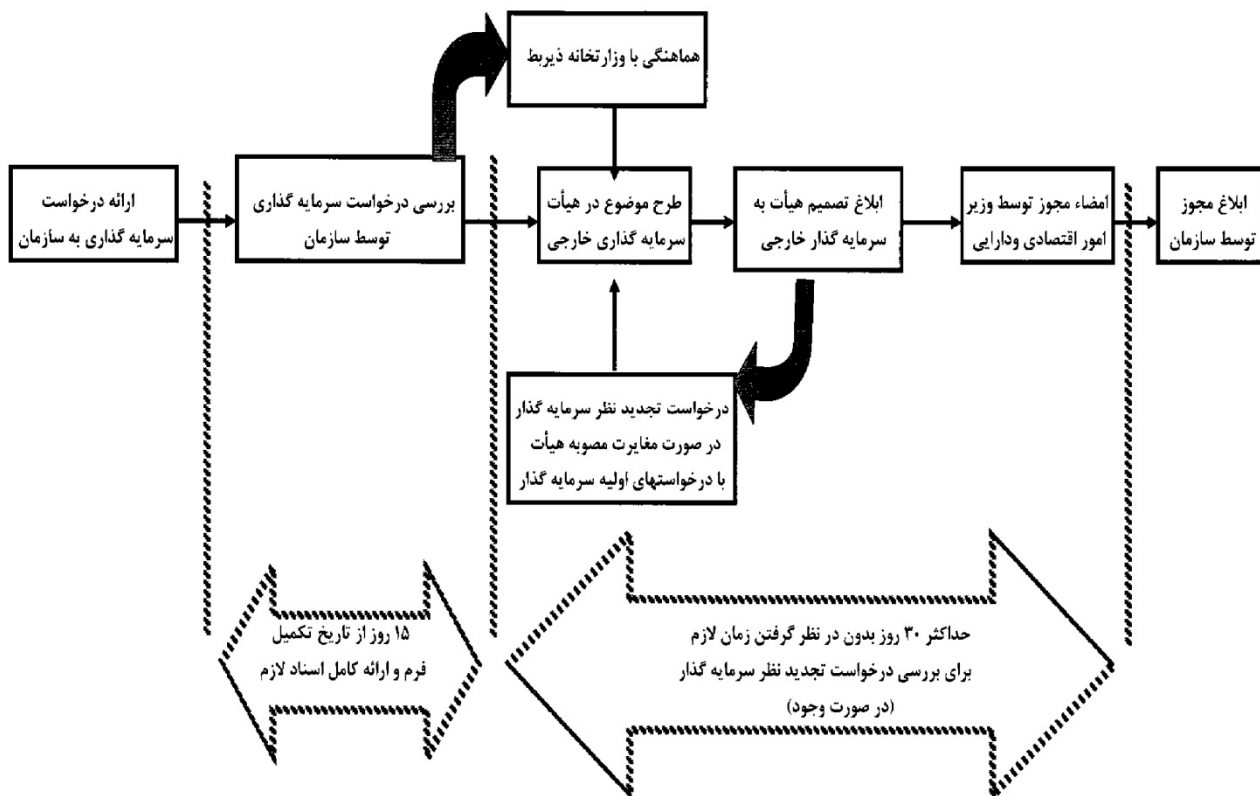 هماهنگی با وزارتخانه ذیربط
ارائه درخواست
سرمایه گذاری به سازمان
بررسی درخواست سرمایه گذاری
توسط سازمان
طرح موضوع در هیأت
سرمایه گذاری خارجی
ابلاغ تصمیم هیأت به
سرمایه گذار خارجی
امضاء مجوز توسط وزیر
امور اقتصادی ودارایی
ابلاغ مجوز
توسط سازمان
درخواست تجدید نظر سرمایه گذار
در صورت مغایرت مصوبه هیأت
با درخواستهای اولیه سرمایه گذار
۱۵ روز از تاریخ تکمیل
فرم و ارائه کامل اسناد لازم
حداکثر ۳۰ روز بدون در نظر گرفتن زمان لازم
برای بررسی درخواست تجدید نظر سرمایه گذار
(در صورت وجود)